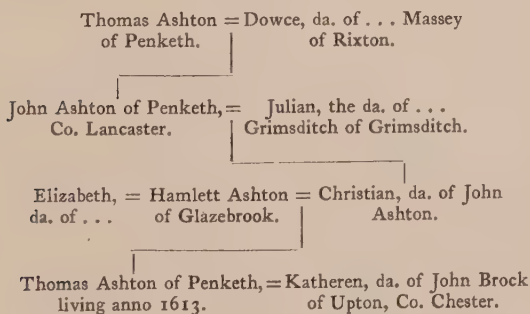 Thomas Ashton = Dowce, da. of . . . Massey
of Penketh. of Rixton.
John Ashton of Penketh, = Julian, the da. of . . .
Co. Lancaster. Grimsditch of Grimsditch.
Elizabeth, = Hamlett Ashton = Christian, da. of John
da. of . . . of Glazebrook. Ashton.
Thomas Ashton of Penketh, = Katheren, da. of John Brock
living anno 1613. of Upton, Co. Chester.